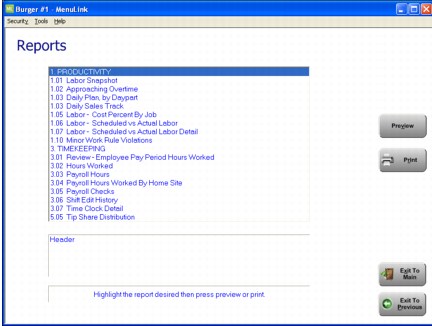 Burger #1 - MenuLink
Security Tools Help
Reports
1 PRODUCTIVITY
1.01 Labor Snapshot
1.02 Approaching Overtime
1.03 Daily Plan, by Daypart
1.03 Daily Sales Track
1.05 Labor - Cost Percent By Job
1.06 Labor - Scheduled vs Actual Labor
1.07 Labor - Scheduled vs Actual Labor Detail
1.10 Minor Work Rule Violations
3 TIMEKEEPING
3.01 Review - Employee Pay Period Hours Worked
3.02 Hours Worked
3.03 Payroll Hours
3.04 Payroll Hours Worked By Home Site
3.05 Payroll Checks
3.06 Shift Edit History
3.07 Time Clock Detail
5.05 Tip Share Distribution
Preview
Print
Header
Highlight the report desired then press preview or print.
Exit To
Main
Exit To
Previous